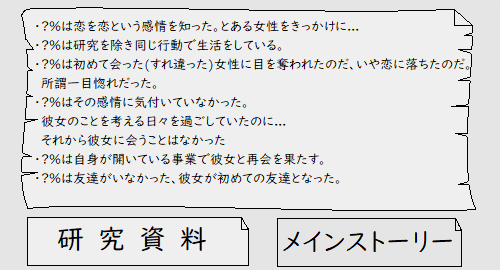 ・?%は恋を恋という感情を知った。とある女性をきっかけに...
・?%は研究を除き同じ行動で生活をしている。
・?%は初めて会った(すれ違った)女性に目を奪われたのだ、いや恋に落ちたのだ。
所謂一目惚れだった。
・?%はその感情に気付いていなかった。
彼女のことを考える日々を過ごしていたのに...
それから彼女に会うことはなかった
・?%は自身が開いている事業で彼女と再会を果たす。
・?%は友達がいなかった、彼女が初めての友達となった。
研究資料
メインストーリー